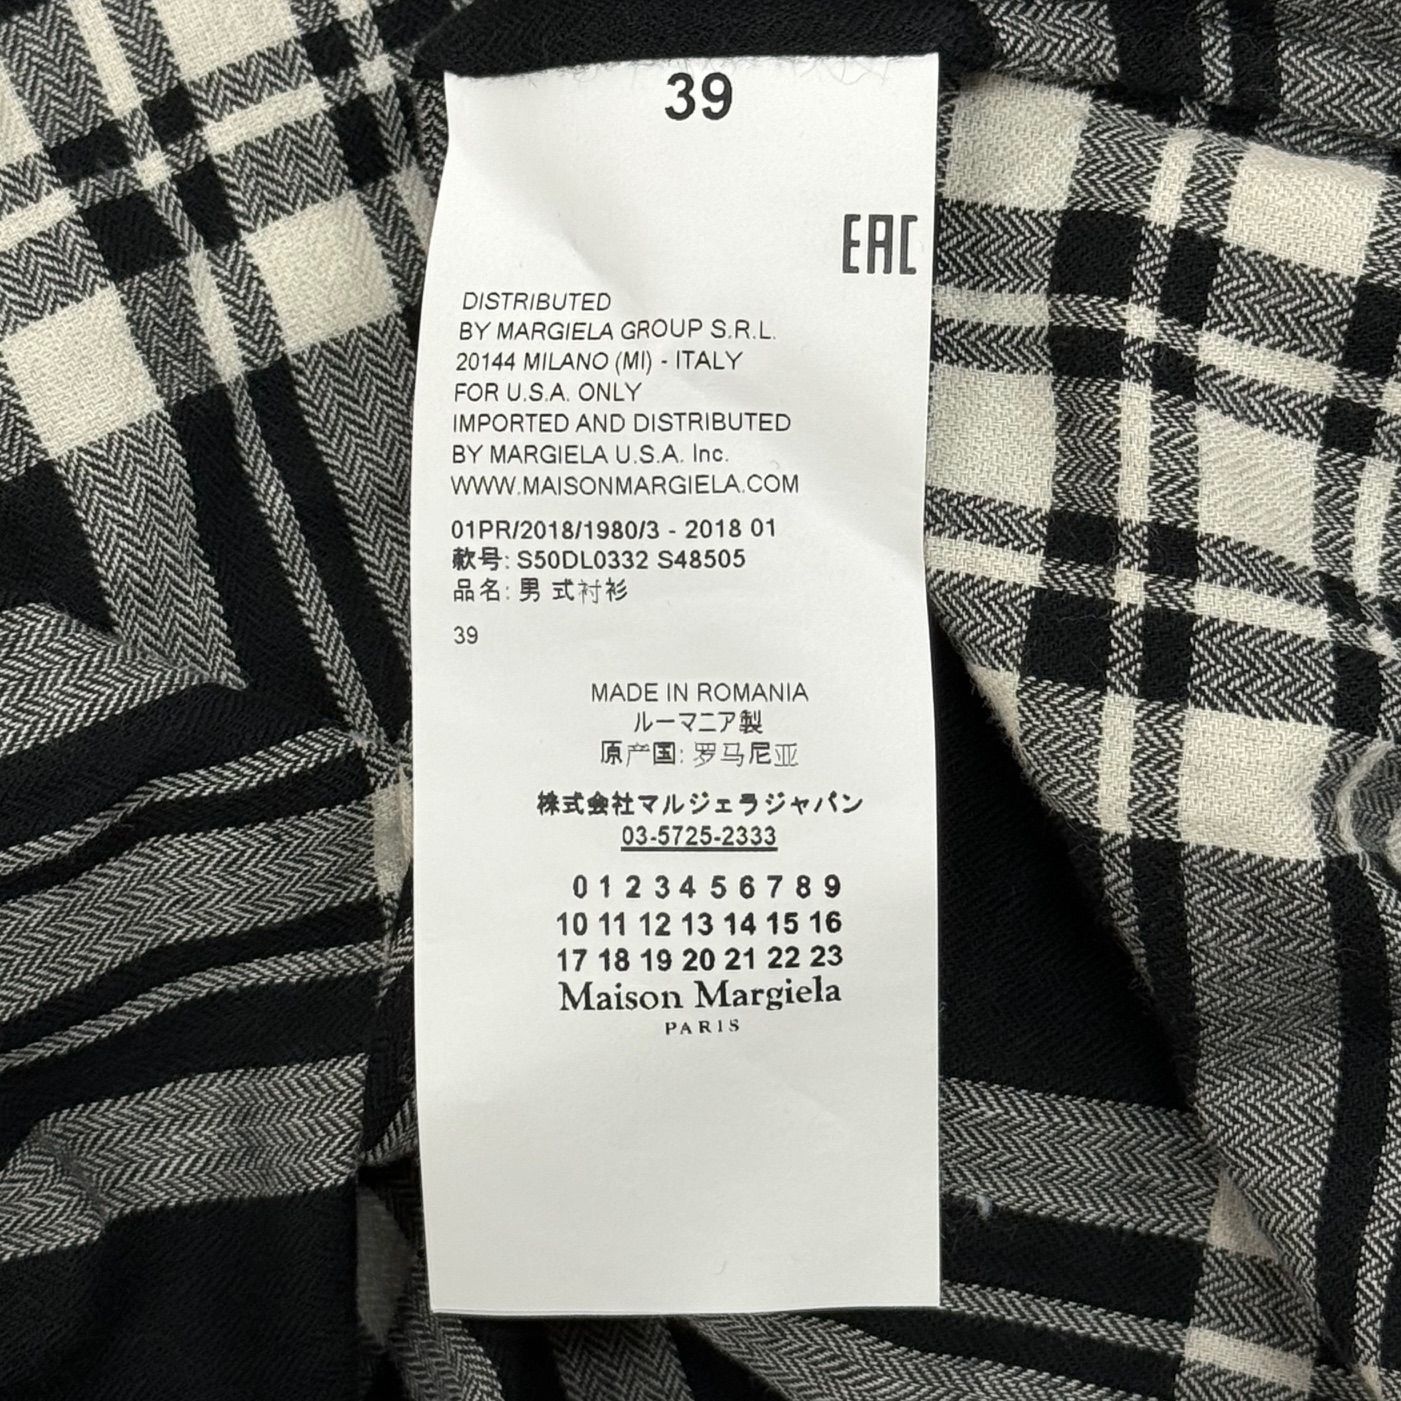 39
EAC
DISTRIBUTED
BY MARGIELA GROUP S.R.L.
20144 MILANO (MI) - ITALY
FOR U.S.A. ONLY
IMPORTED AND DISTRIBUTED
BY MARGIELA U.S.A. Inc.
WWW.MAISONMARGIELA.COM
01PR/2018/1980/3 - 2018 01
款号: S50DL0332 S48505
品名: 男 式衬衫
39
MADE IN ROMANIA
ルーマニア製
原产国: 罗马尼亚
株式会社マルジェラジャパン
03-5725-2333
0 1 2 3 4 5 6 7 8 9
10 11 12 13 14 15 16
17 18 19 20 21 22 23
Maison Margiela
PARIS